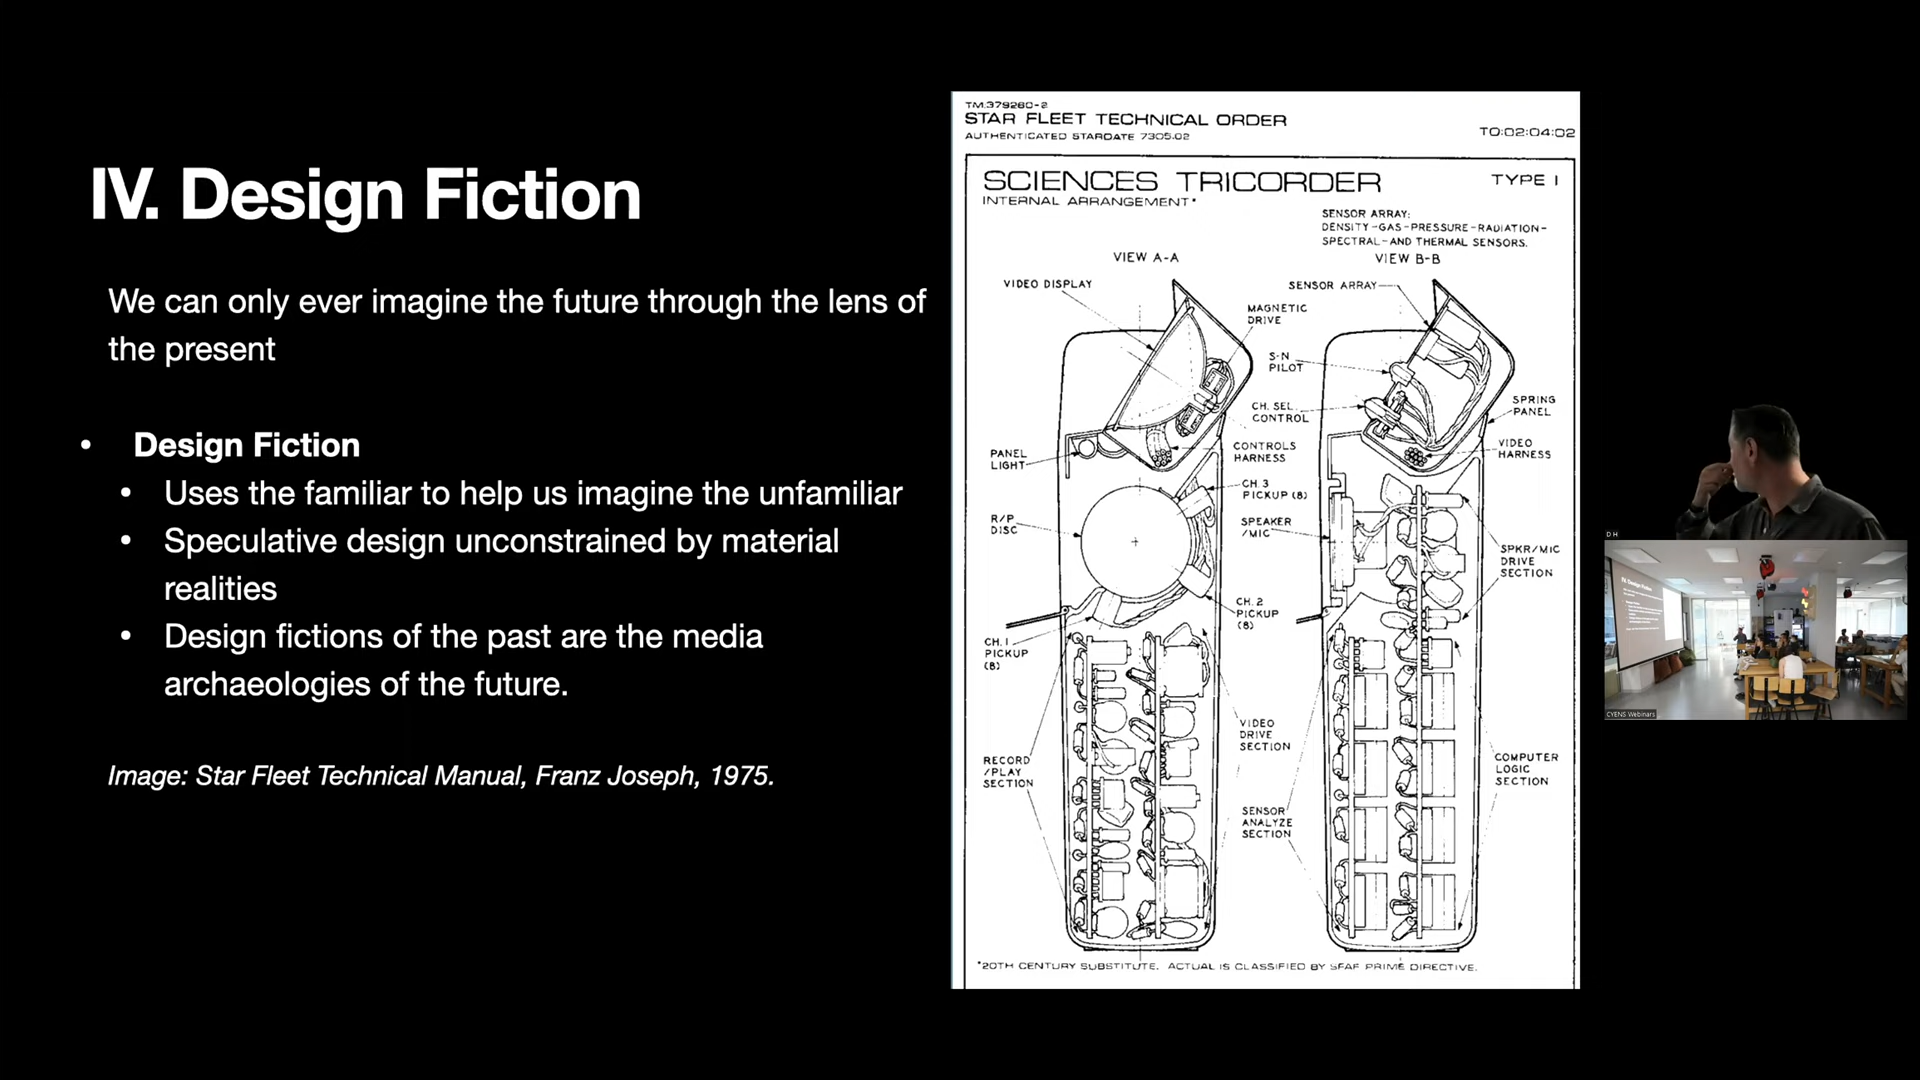 IV. Design Fiction
We can only ever imagine the future through the lens of
the present
• Design Fiction
• Uses the familiar to help us imagine the unfamiliar
• Speculative design unconstrained by material
realities
• Design fictions of the past are the media
archaeologies of the future.
Image: Star Fleet Technical Manual, Franz Joseph, 1975.
TM:379260-2
STAR FLEET TECHNICAL ORDER
AUTHENTICATED STARDATE 7305.02
TO:02:04:02
SCIENCES TRICORDER
TYPE I
INTERNAL ARRANGEMENT*
SENSOR ARRAY:
DENSITY-GAS-PRESSURE-RADIATION-
SPECTRAL-AND THERMAL SENSORS.
VIEW A-A
VIEW B-B
VIDEO DISPLAY
MAGNETIC
DRIVE
SENSOR ARRAY
S-N
PILOT
CH. SEL.
CONTROL
SPRING
PANEL
CONTROLS
HARNESS
VIDEO
HARNESS
PANEL
LIGHT
CH. 3
PICKUP (8)
R/P
DISC
SPEAKER
/MIC
SPKR/MIC
DRIVE
SECTION
CH. 2
PICKUP
(8)
CH. 1
PICKUP
(8)
VIDEO
DRIVE
SECTION
RECORD
/PLAY
SECTION
COMPUTER
LOGIC
SECTION
SENSOR
ANALYZE
SECTION
*20TH CENTURY SUBSTITUTE. ACTUAL IS CLASSIFIED BY SFAF PRIME DIRECTIVE.
D H
IV. Design Fiction
CYENS Webinars